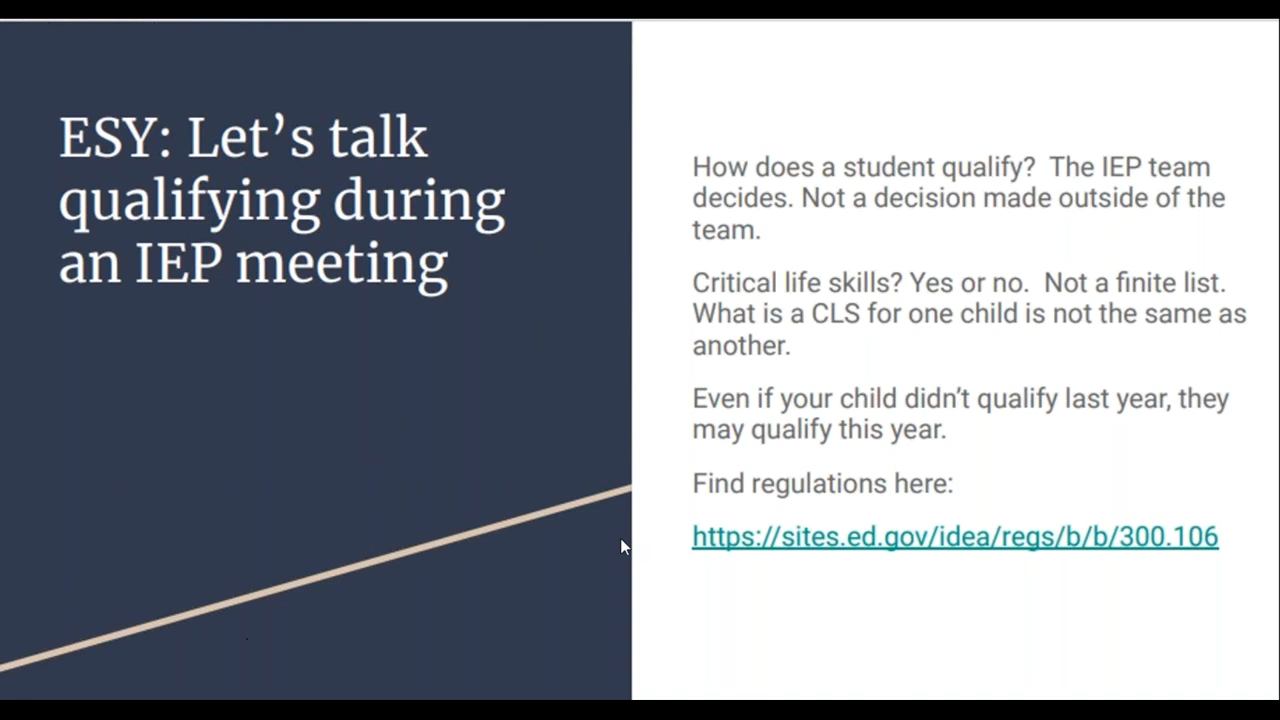 ESY: Let’s talk
qualifying during
an IEP meeting
How does a student qualify?  The IEP team
decides. Not a decision made outside of the
team.
Critical life skills? Yes or no.  Not a finite list.
What is a CLS for one child is not the same as
another.
Even if your child didn’t qualify last year, they
may qualify this year.
Find regulations here:
https://sites.ed.gov/idea/regs/b/b/300.106